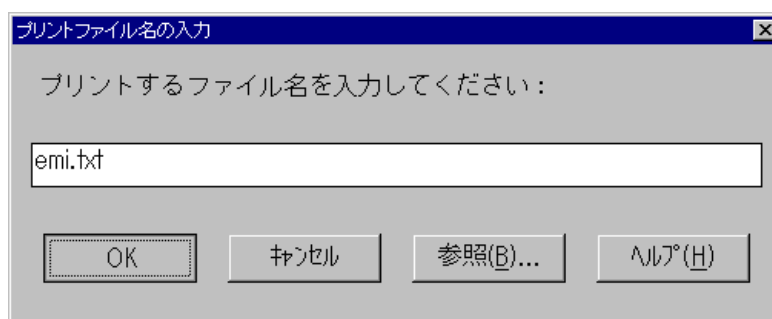 プリントファイル名の入力
プリントするファイル名を入力してください：
emi.txt
OK ｷｬﾝｾﾙ 参照(B)... ﾍﾙﾌﾟ(H)